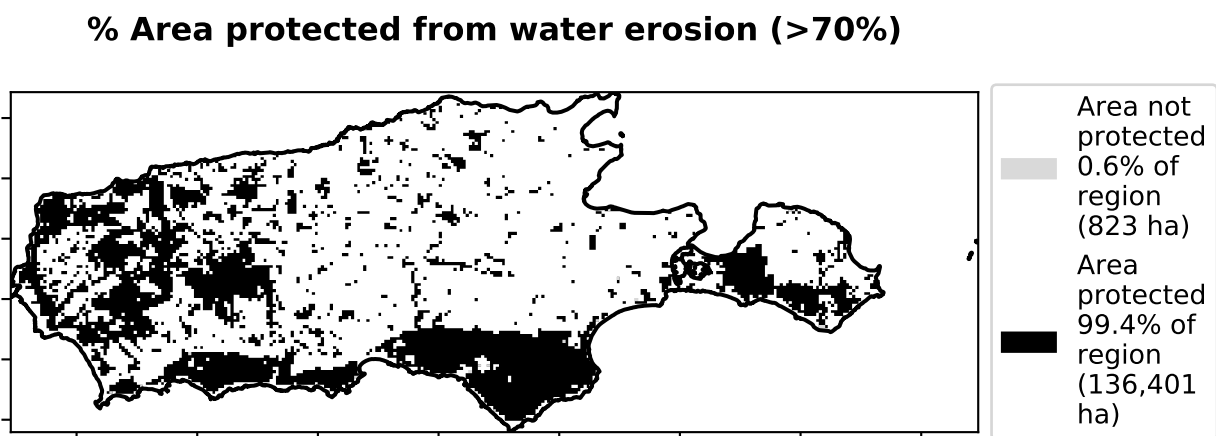 % Area protected from water erosion (>70%)
Area not
protected
0.6% of
region
(823 ha)
Area
protected
99.4% of
region
(136,401
ha)